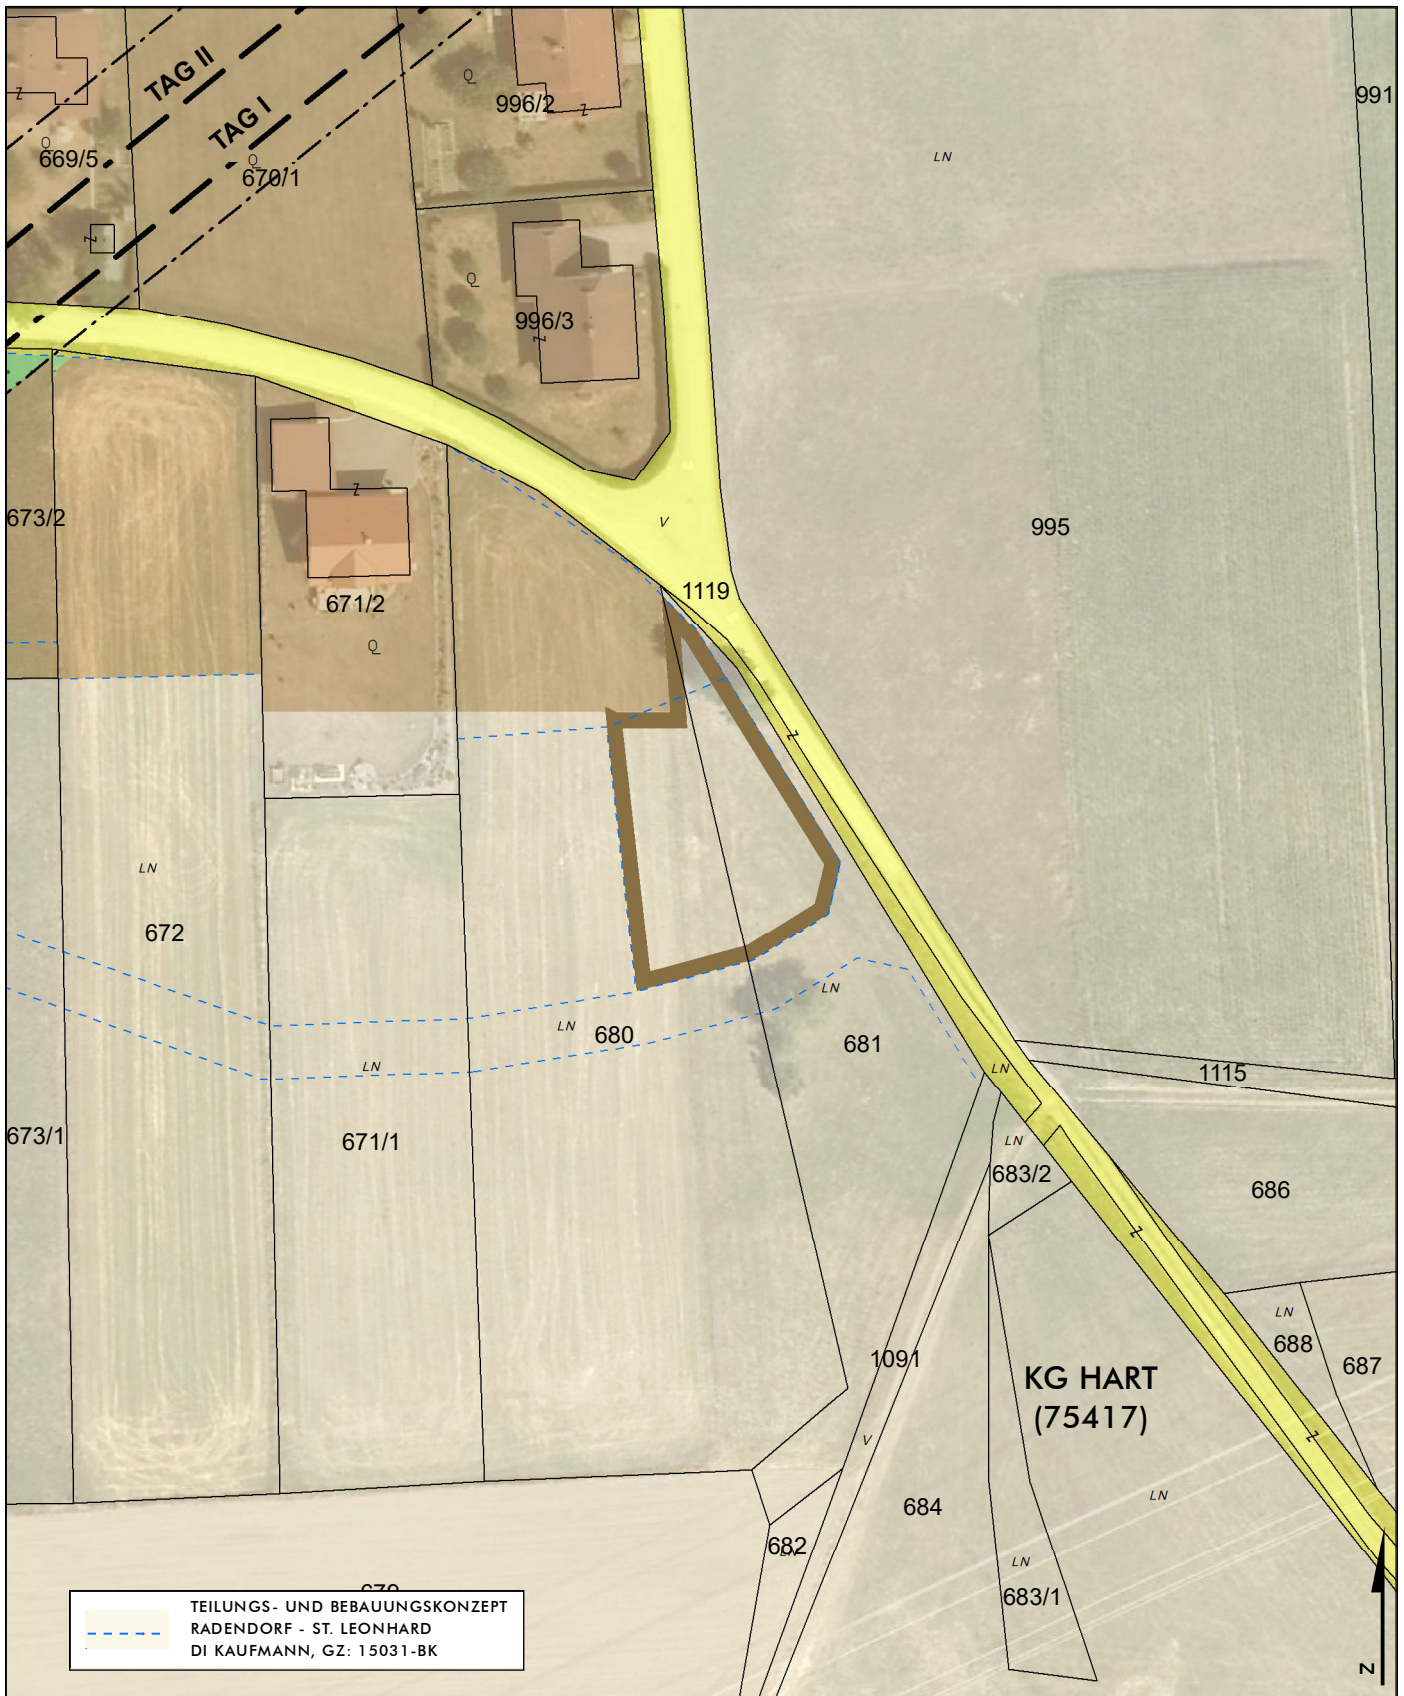 TAG II
TAG I
Z
Q
669/5
Q
670/1
Z
Q
996/2
Z
991
LN
Q
996/3
Z
673/2
Z
671/2
Q
V
1119
995
Z
LN
672
LN
680
LN
681
LN
1115
LN
671/1
673/1
LN
683/2
686
Z
LN
688
687
1091
KG HART
(75417)
V
Z
LN
684
682
LN
LN
683/1
TEILUNGS- UND BEBAUUNGSKONZEPT
RADENDORF - ST. LEONHARD
DI KAUFMANN, GZ: 15031-BK
N